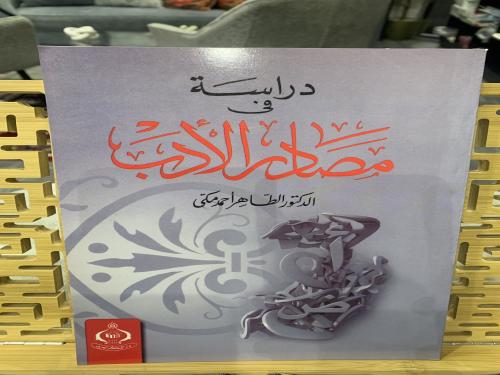 دراسة
في
مصادر الأدب
الدكتور الطاهر أحمد مكي